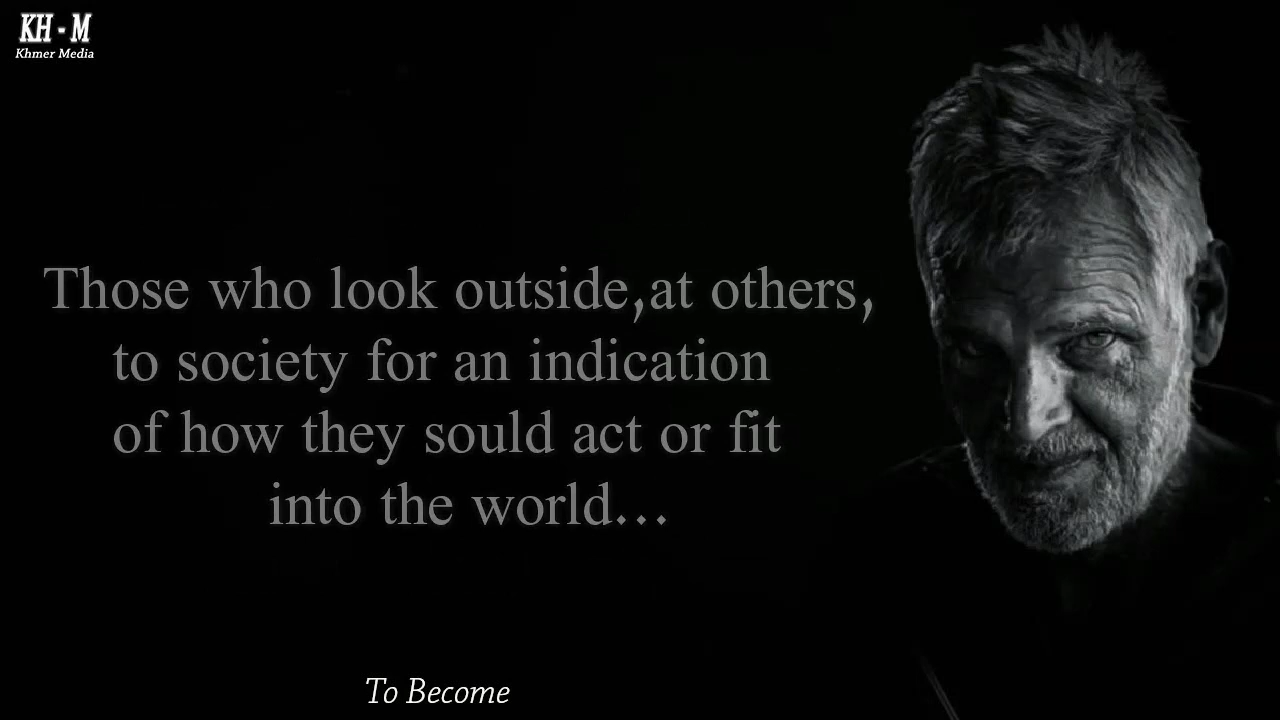 KH - M
Khmer Media
Those who look outside,at others,
to society for an indication
of how they sould act or fit
into the world...
To Become